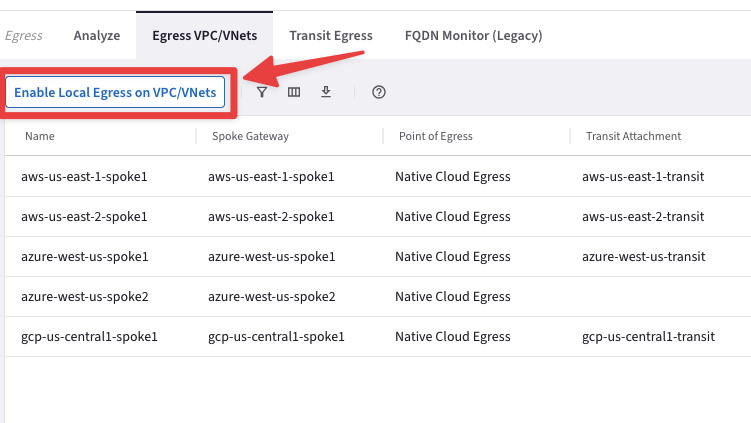 Egress Analyze Egress VPC/VNets Transit Egress FQDN Monitor (Legacy)
Enable Local Egress on VPC/VNets
Name Spoke Gateway Point of Egress Transit Attachment
aws-us-east-1-spoke1 aws-us-east-1-spoke1 Native Cloud Egress aws-us-east-1-transit
aws-us-east-2-spoke1 aws-us-east-2-spoke1 Native Cloud Egress aws-us-east-2-transit
azure-west-us-spoke1 azure-west-us-spoke1 Native Cloud Egress azure-west-us-transit
azure-west-us-spoke2 azure-west-us-spoke2 Native Cloud Egress
gcp-us-central1-spoke1 gcp-us-central1-spoke1 Native Cloud Egress gcp-us-central1-transit